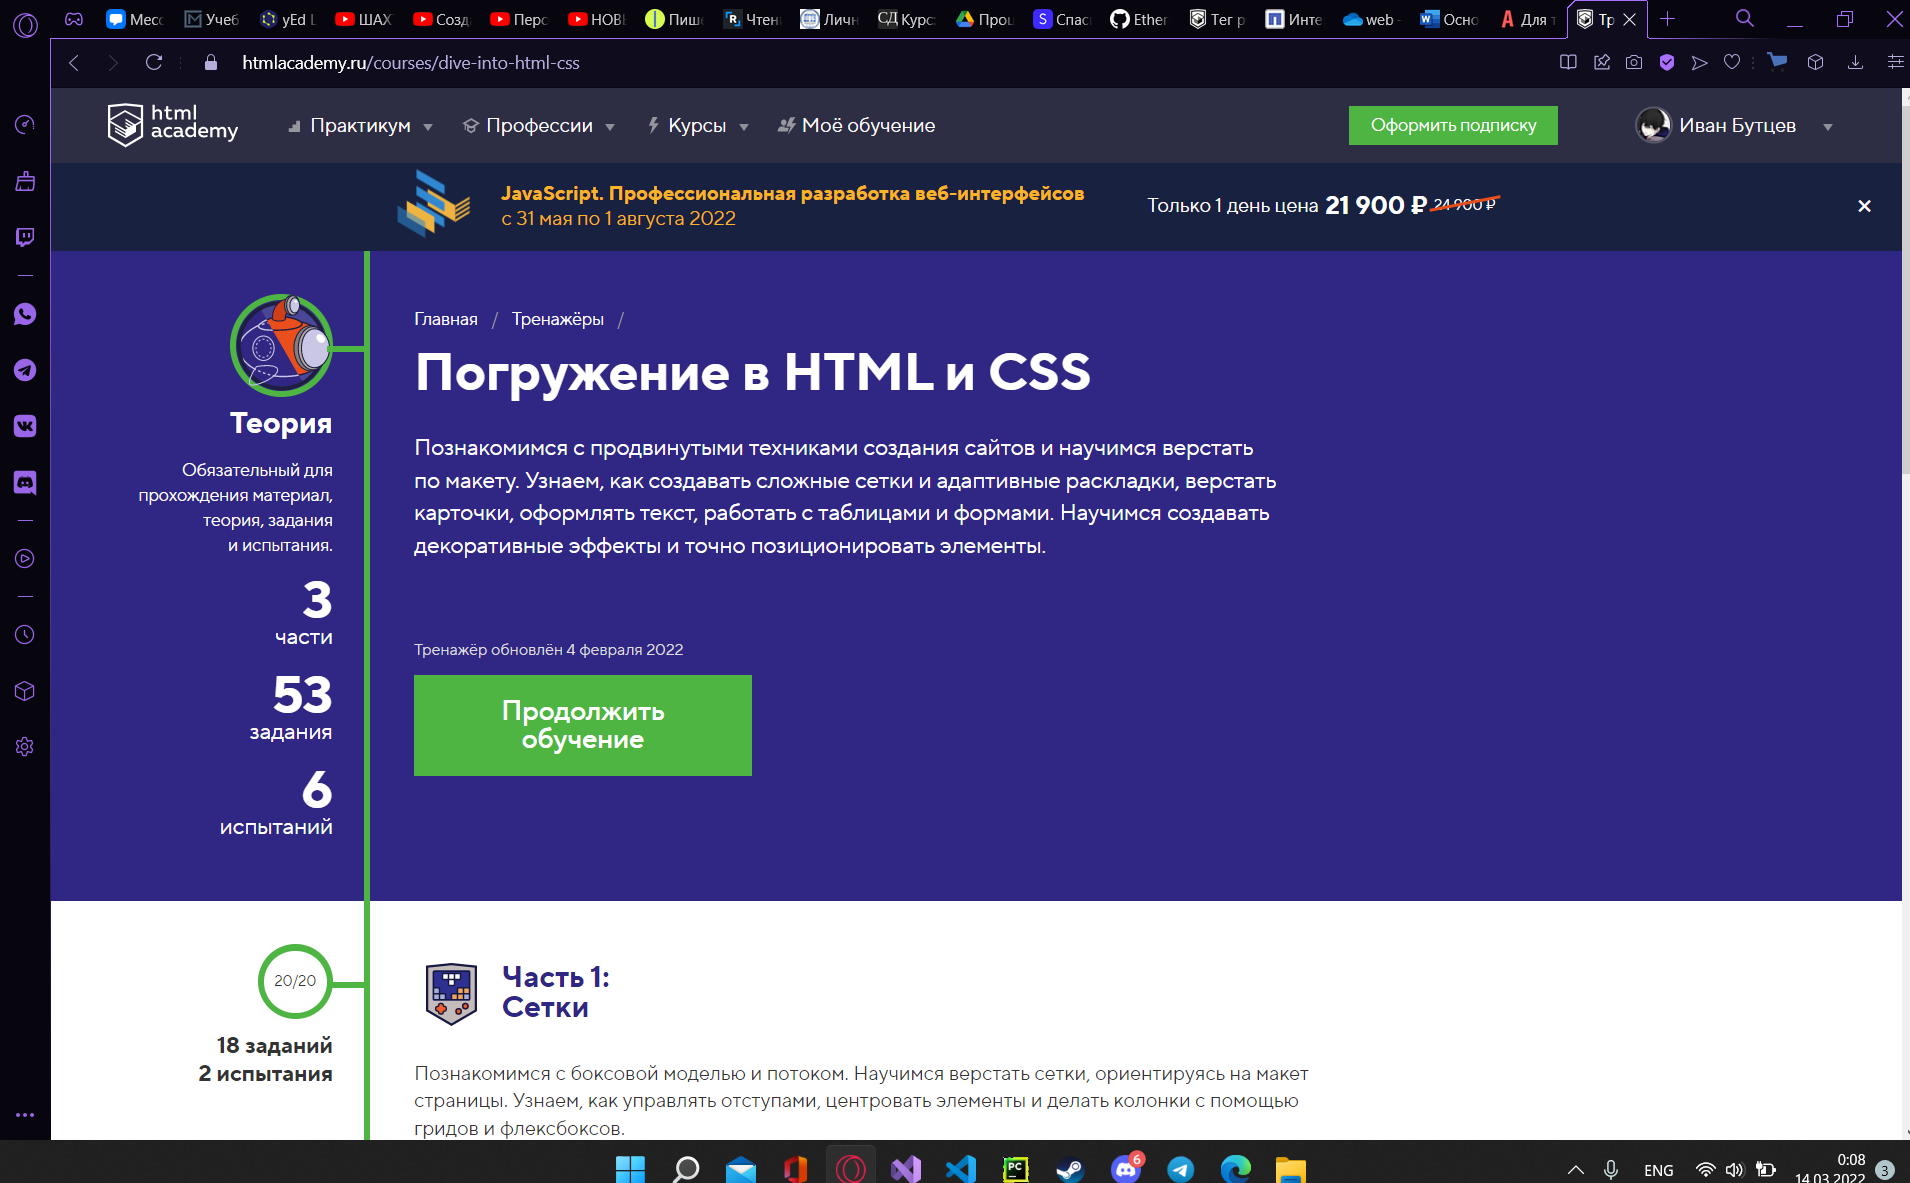 Месс
Учеб
yEd L
ШАХ
Созд
Перс
НОВ
Пише
Чтен
Личн
СД Курс
Прош
S Спас
Ether
Тег р
Инте
web -
Осно
Для т
Тр
htmlacademy.ru/courses/dive-into-html-css
html academy
Практикум
Профессии
Курсы
Моё обучение
Оформить подписку
Иван Бутцев
JavaScript. Профессиональная разработка веб-интерфейсов
с 31 мая по 1 августа 2022
Только 1 день цена 21 900 ₽ 24 900 ₽
Главная / Тренажёры /
Погружение в HTML и CSS
Теория
Обязательный для
прохождения материал,
теория, задания
и испытания.
3
части
53
задания
6
испытаний
Познакомимся с продвинутыми техниками создания сайтов и научимся верстать
по макету. Узнаем, как создавать сложные сетки и адаптивные раскладки, верстать
карточки, оформлять текст, работать с таблицами и формами. Научимся создавать
декоративные эффекты и точно позиционировать элементы.
Тренажёр обновлён 4 февраля 2022
Продолжить
обучение
20/20
18 заданий
2 испытания
Часть 1:
Сетки
Познакомимся с боксовой моделью и потоком. Научимся верстать сетки, ориентируясь на макет
страницы. Узнаем, как управлять отступами, центровать элементы и делать колонки с помощью
гридов и флексбоксов.
PC
6
ENG
0:08
14.03.2022
3